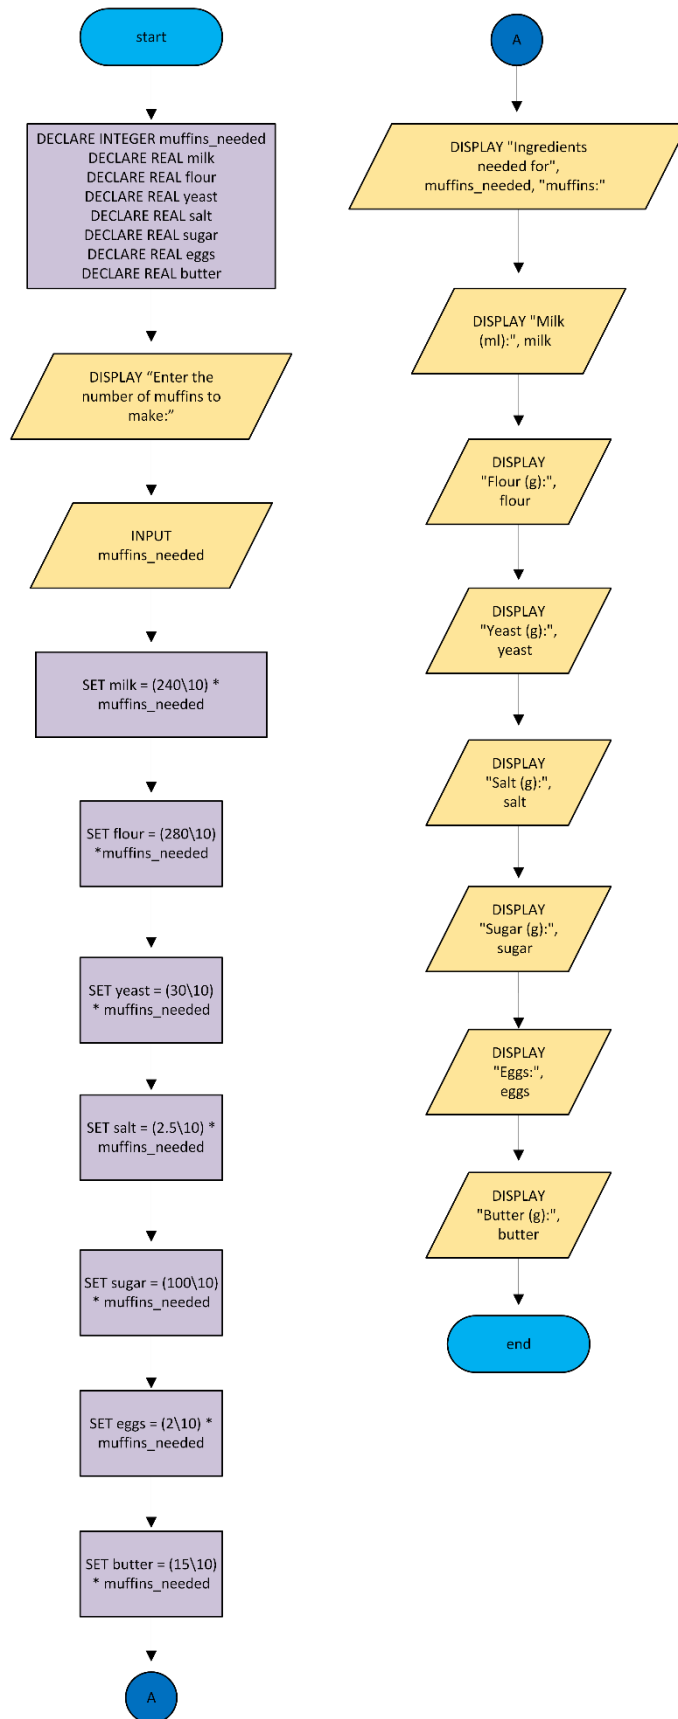 start
DECLARE INTEGER muffins_needed
DECLARE REAL milk
DECLARE REAL flour
DECLARE REAL yeast
DECLARE REAL salt
DECLARE REAL sugar
DECLARE REAL eggs
DECLARE REAL butter
DISPLAY “Enter the
number of muffins to
make:”
INPUT
muffins_needed
SET milk = (240\10) *
muffins_needed
SET flour = (280\10)
*muffins_needed
SET yeast = (30\10)
* muffins_needed
SET salt = (2.5\10) *
muffins_needed
SET sugar = (100\10)
* muffins_needed
SET eggs = (2\10) *
muffins_needed
SET butter = (15\10)
* muffins_needed
A
A
DISPLAY "Ingredients
needed for",
muffins_needed, "muffins:"
DISPLAY "Milk
(ml):", milk
DISPLAY
"Flour (g):",
flour
DISPLAY
"Yeast (g):",
yeast
DISPLAY
"Salt (g):",
salt
DISPLAY
"Sugar (g):",
sugar
DISPLAY
"Eggs:",
eggs
DISPLAY
"Butter (g):",
butter
end